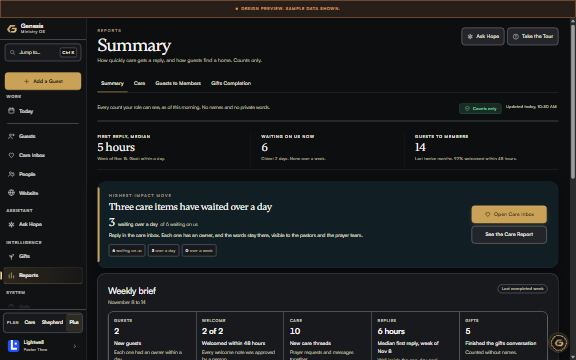 DESIGN PREVIEW. SAMPLE DATA SHOWN.
Genesis
Ministry OS
Jump to...
Ctrl K
+ Add a Guest
WORK
Today
Guests
Care Inbox
People
Website
ASSISTANT
Ask Hope
INTELLIGENCE
Gifts
Reports
SYSTEM
PLAN Care Shepherd Plus
Lightwell
Pastor Theo
REPORTS
Summary
How quickly care gets a reply, and how guests find a home. Counts only.
Ask Hope
Take the Tour
Summary Care Guests to Members Gifts Completion
Every count your role can see, as of this morning. No names and no private words.
Counts only
Updated today, 10:30 AM
FIRST REPLY, MEDIAN
5 hours
Week of Nov 15. Goal: within a day.
WAITING ON US NOW
6
Oldest 2 days. None over a week.
GUESTS TO MEMBERS
14
Last twelve months. 92% welcomed within 48 hours.
HIGHEST IMPACT MOVE
Three care items have waited over a day
3 waiting over a day of 6 waiting on us
Reply in the care inbox. Each one has an owner, and the words stay there, visible to the pastors and the prayer team.
6 waiting on us
3 over a day
0 over a week
Open Care Inbox
See the Care Report
Weekly brief
November 8 to 14
Last completed week
GUESTS
2
New guests
Each one had an owner within a
WELCOME
2 of 2
Welcomed within 48 hours
Every welcome note was approved
by a person.
CARE
10
New care threads
Prayer requests and messages
together.
REPLIES
6 hours
Median first reply, week of
Nov 8
GIFTS
5
Finished the gifts conversation
Counted without names.